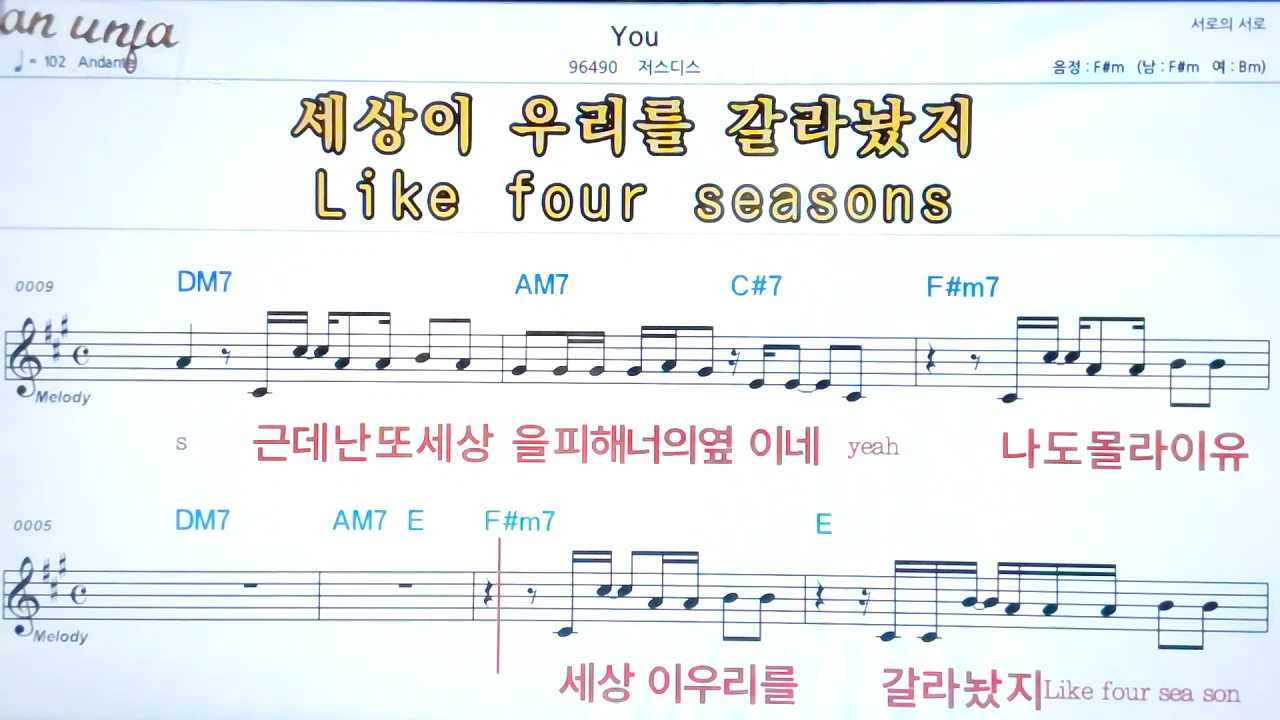 an unja
♩= 102 Andante
You
96490 저스디스
서로의 서로
음정 : F#m (남 : F#m 여 : Bm)
세상이 우리를 갈라놨지
Like four seasons
0009 DM7 AM7 C#7 F#m7
Melody
s 근데난또세상 을피해너의옆 이네 yeah 나도몰라이유
0005 DM7 AM7 E F#m7 E
Melody
세상 이우리를 갈라놨지Like four sea son